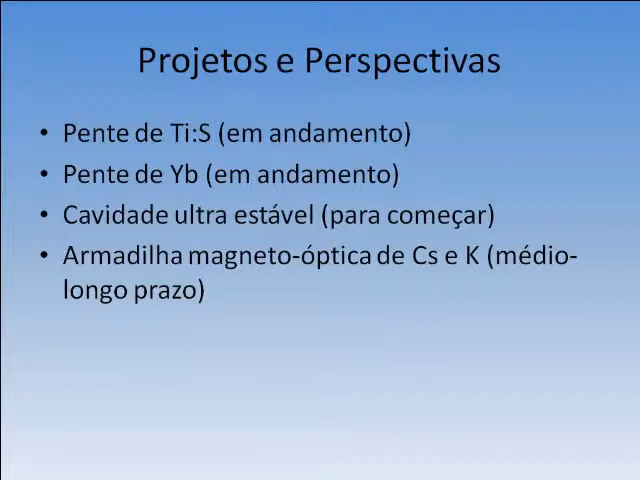 Projetos e Perspectivas
• Pente de Ti:S (em andamento)
• Pente de Yb (em andamento)
• Cavidade ultra estável (para começar)
• Armadilha magneto-óptica de Cs e K (médio-
longo prazo)